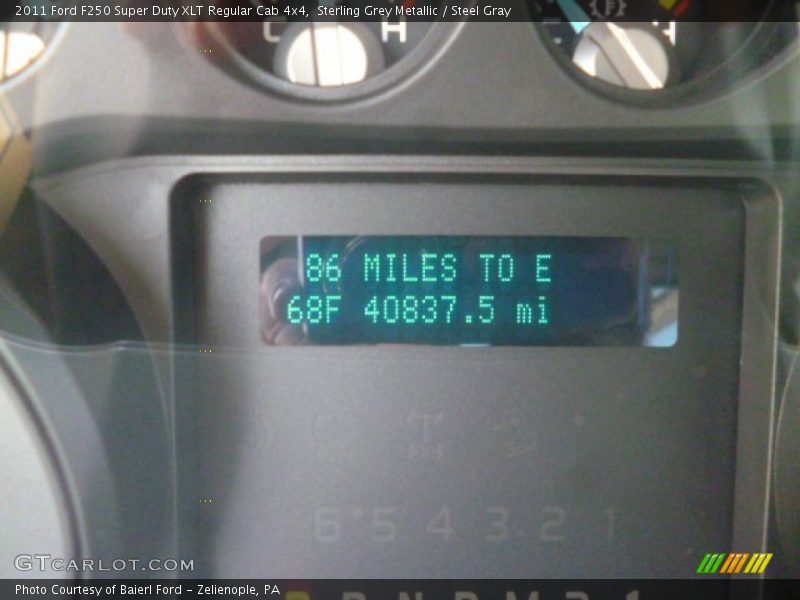 2011 Ford F250 Super Duty XLT Regular Cab 4x4, Sterling Grey Metallic / Steel Gray
C H
H
86 MILES TO E
68F 40837.5 mi
6 5 4 3 2 1
GTCARLOT.COM
Photo Courtesy of Baierl Ford - Zelienople, PA